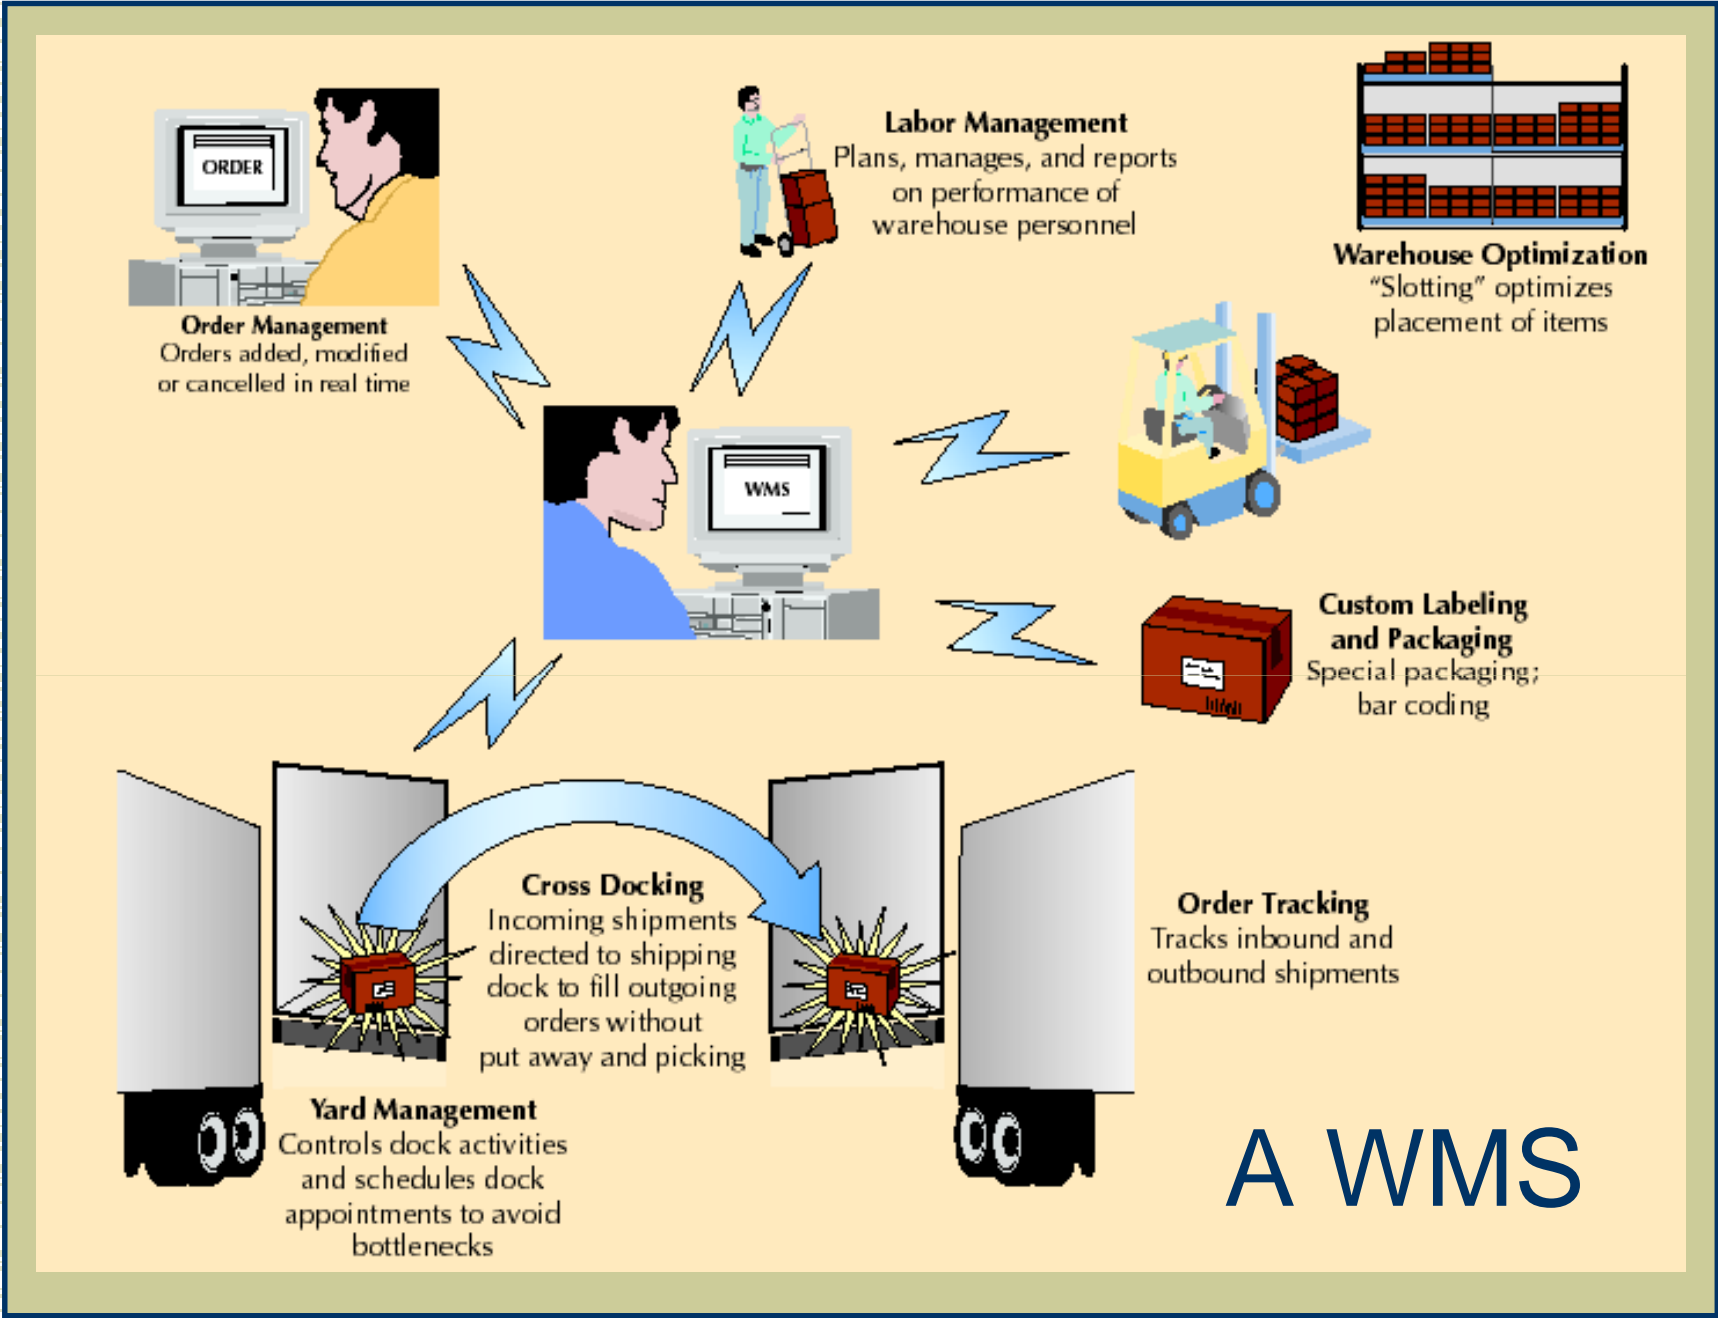 ORDER
Order Management
Orders added, modified
or cancelled in real time
Labor Management
Plans, manages, and reports
on performance of
warehouse personnel
Warehouse Optimization
“Slotting” optimizes
placement of items
WMS
Custom Labeling
and Packaging
Special packaging;
bar coding
Cross Docking
Incoming shipments
directed to shipping
dock to fill outgoing
orders without
put away and picking
Order Tracking
Tracks inbound and
outbound shipments
Yard Management
Controls dock activities
and schedules dock
appointments to avoid
bottlenecks
A WMS